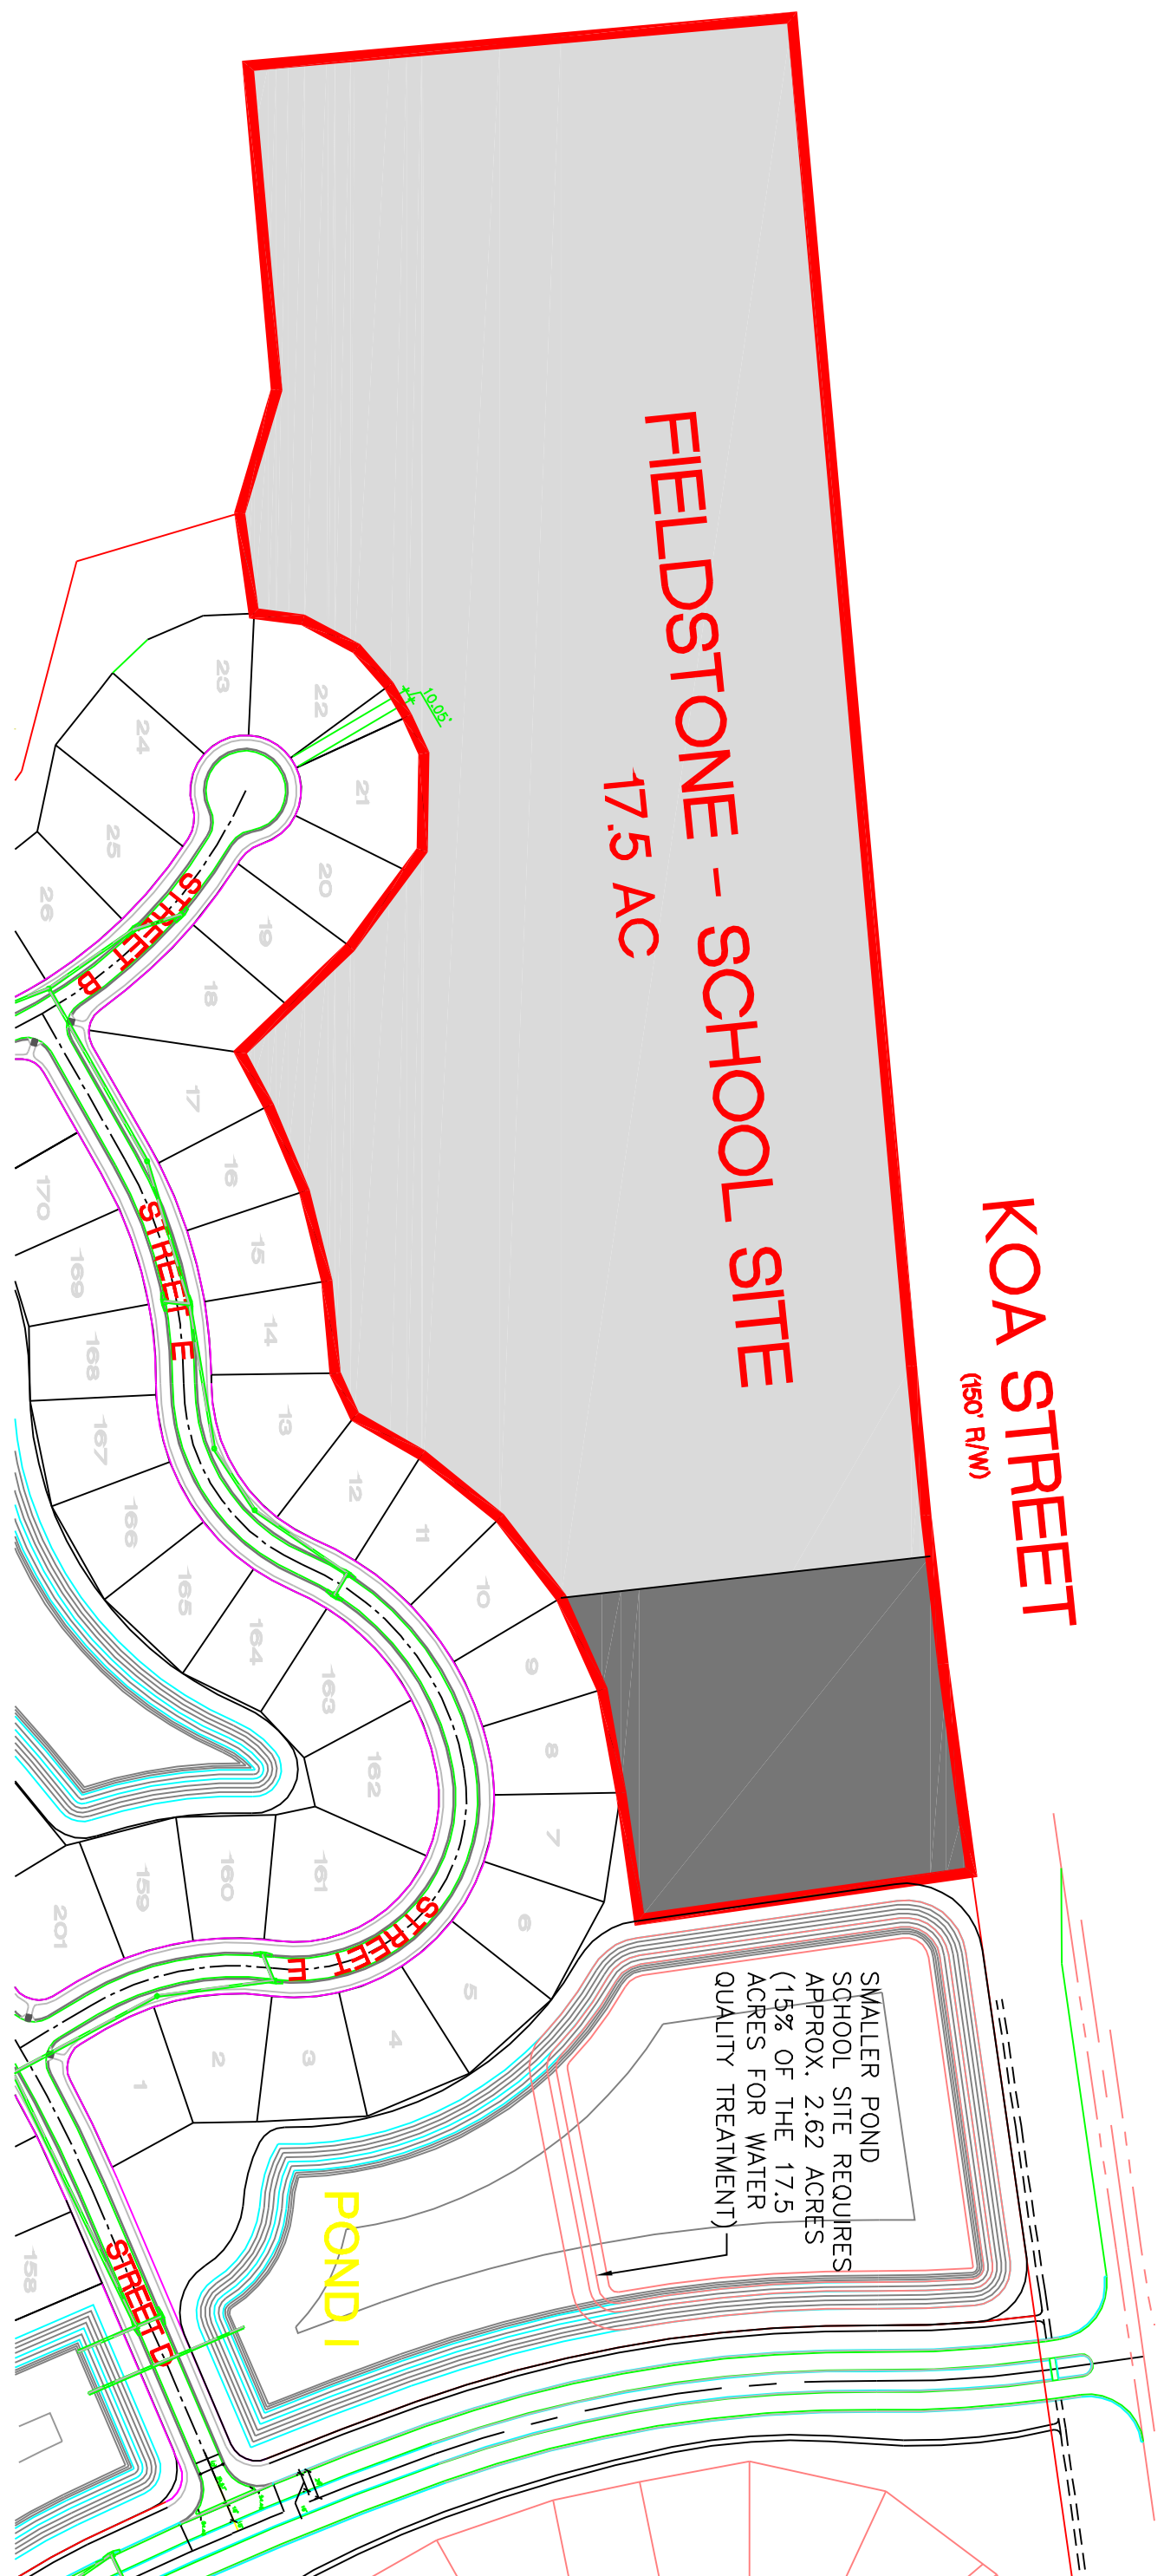 FIELDSTONE - SCHOOL SITE
17.5 AC
KOA STREET
(150' R/W)
10.05'
23
22
24
21
25
20
26
19
18
STREET B
17
16
170
15
169
STREET E
14
168
13
167
12
166
11
165
10
164
9
163
8
162
7
161
160
159
6
201
STREET E
5
4
3
2
1
SMALLER POND
SCHOOL SITE REQUIRES
APPROX. 2.62 ACRES
(15% OF THE 17.5
ACRES FOR WATER
QUALITY TREATMENT)
POND I
158
STREET D